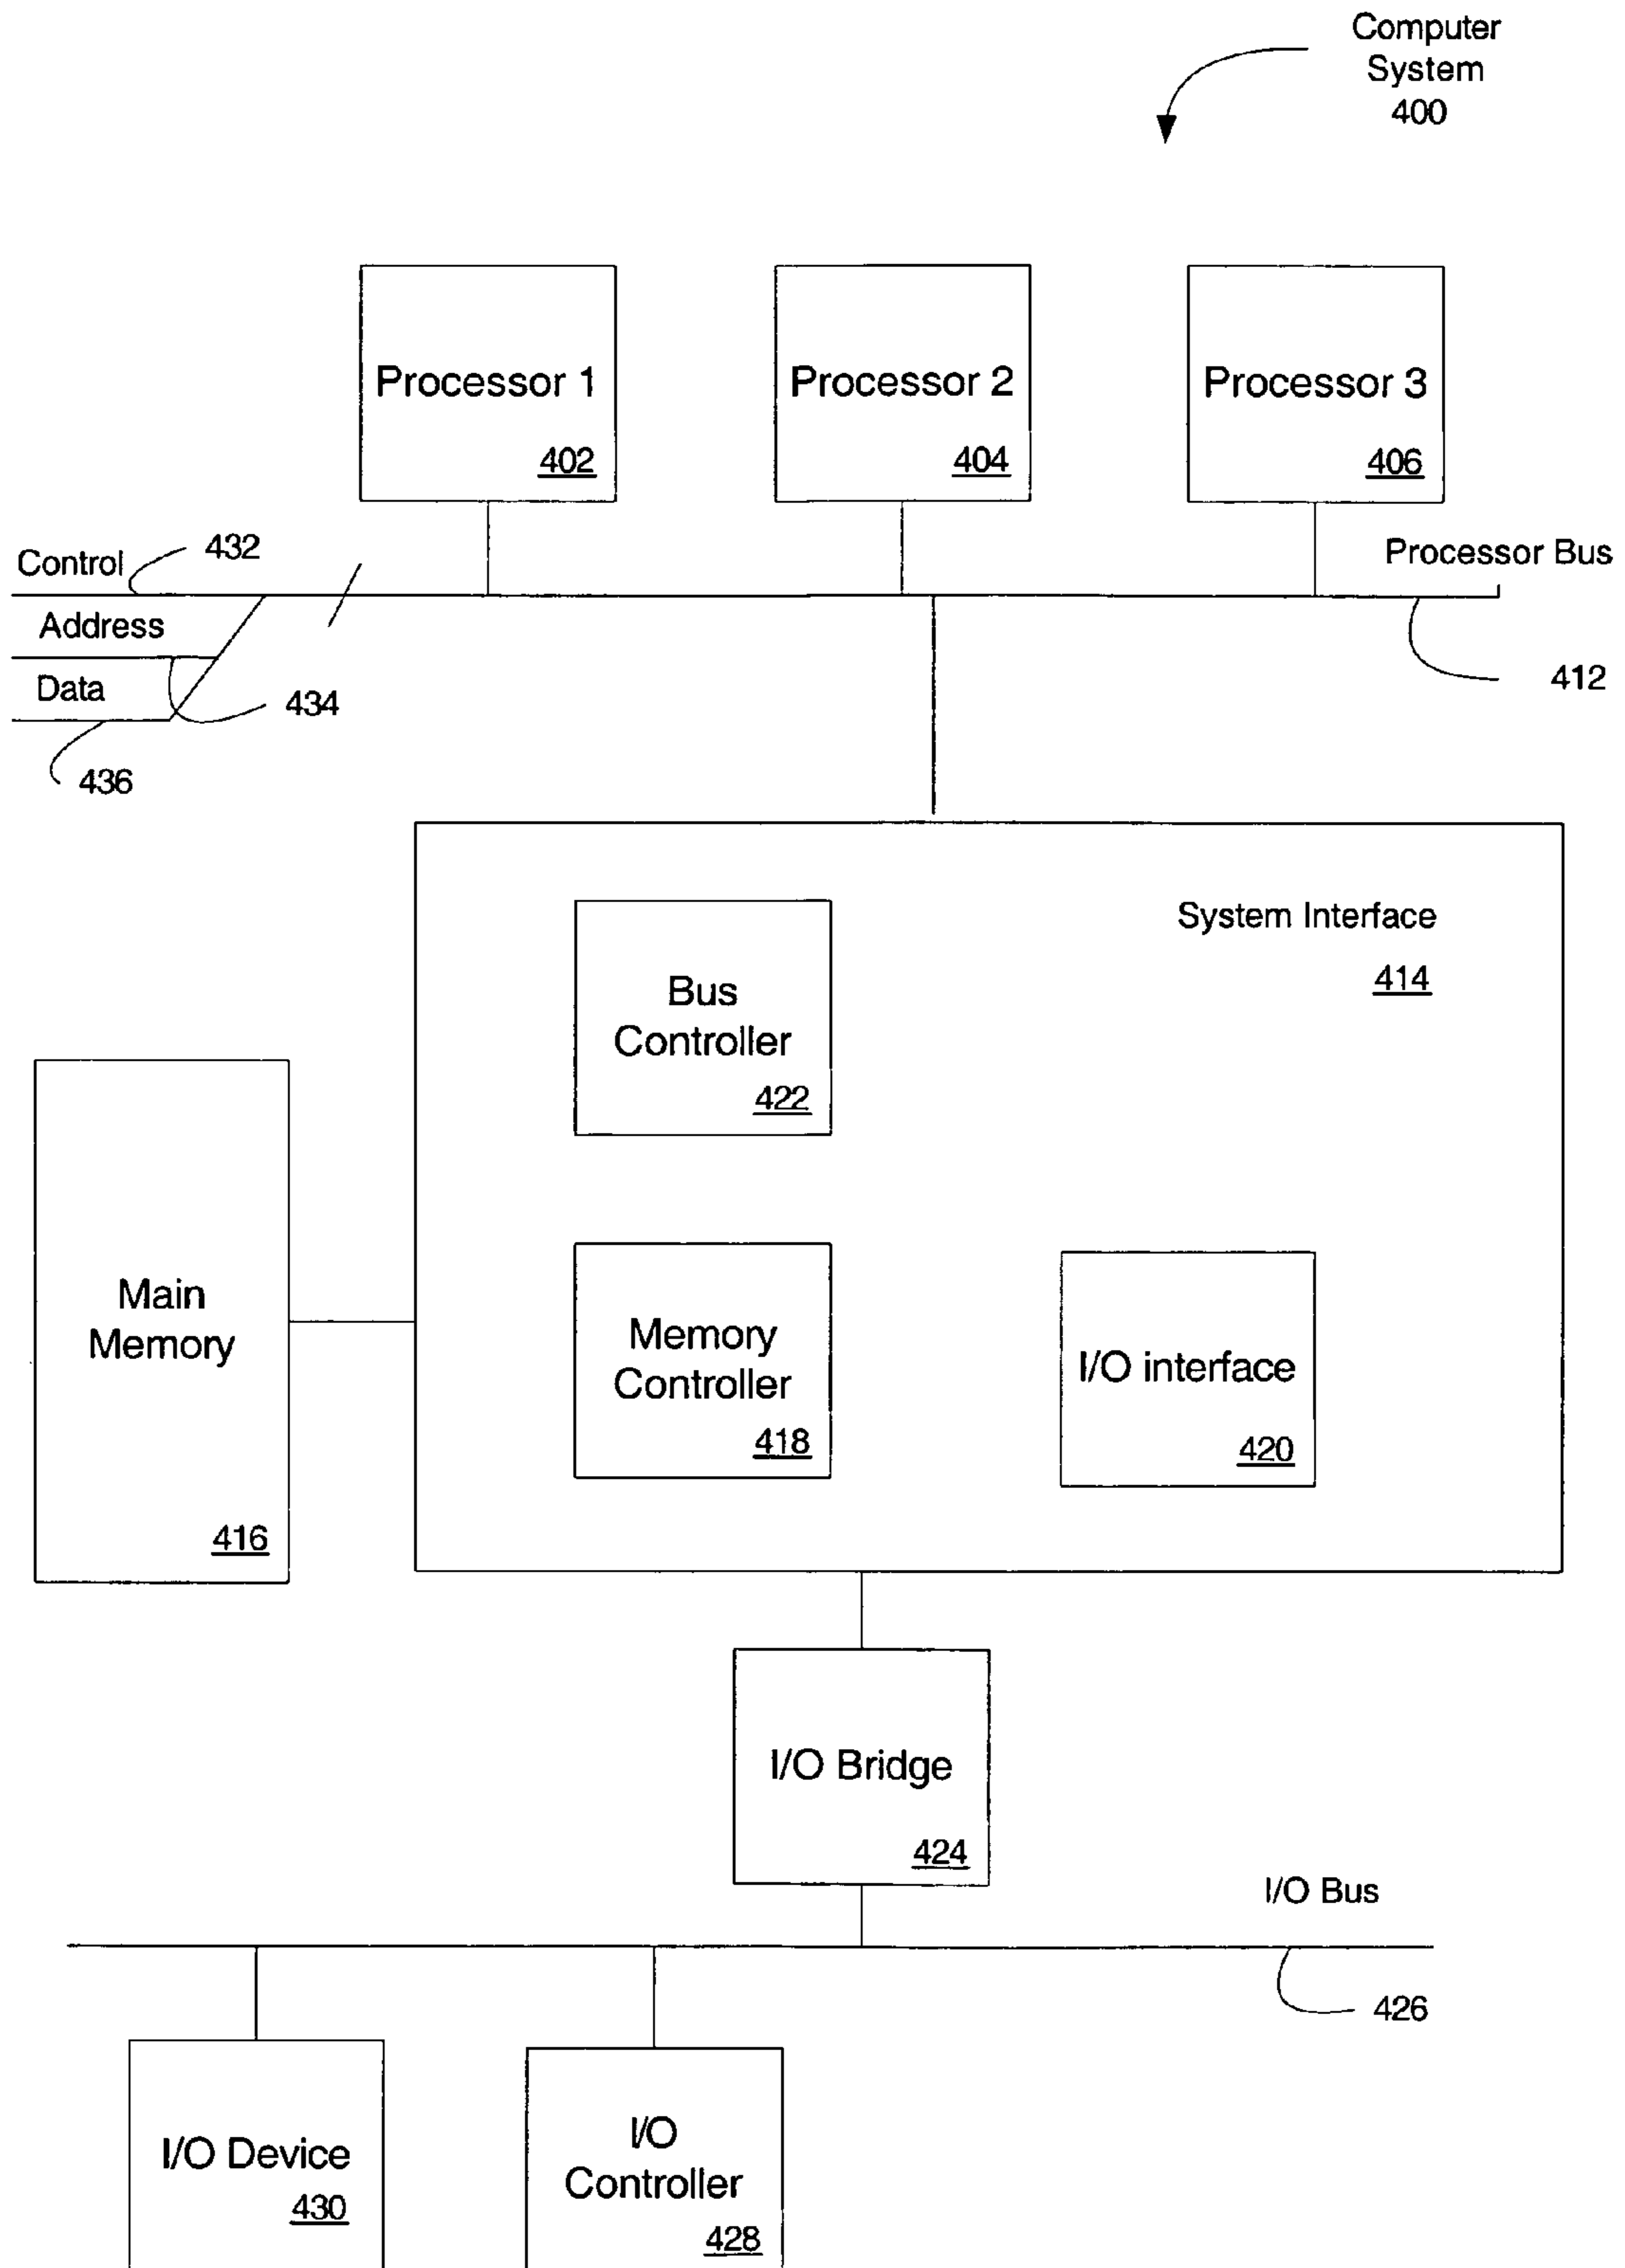 Computer
System
400
Processor 1
402
Processor 2
404
Processor 3
406
Control
432
Processor Bus
Address
Data
434
412
436
System Interface
414
Bus
Controller
422
Main
Memory
416
Memory
Controller
418
I/O interface
420
I/O Bridge
424
I/O Bus
426
I/O Device
430
I/O
Controller
428